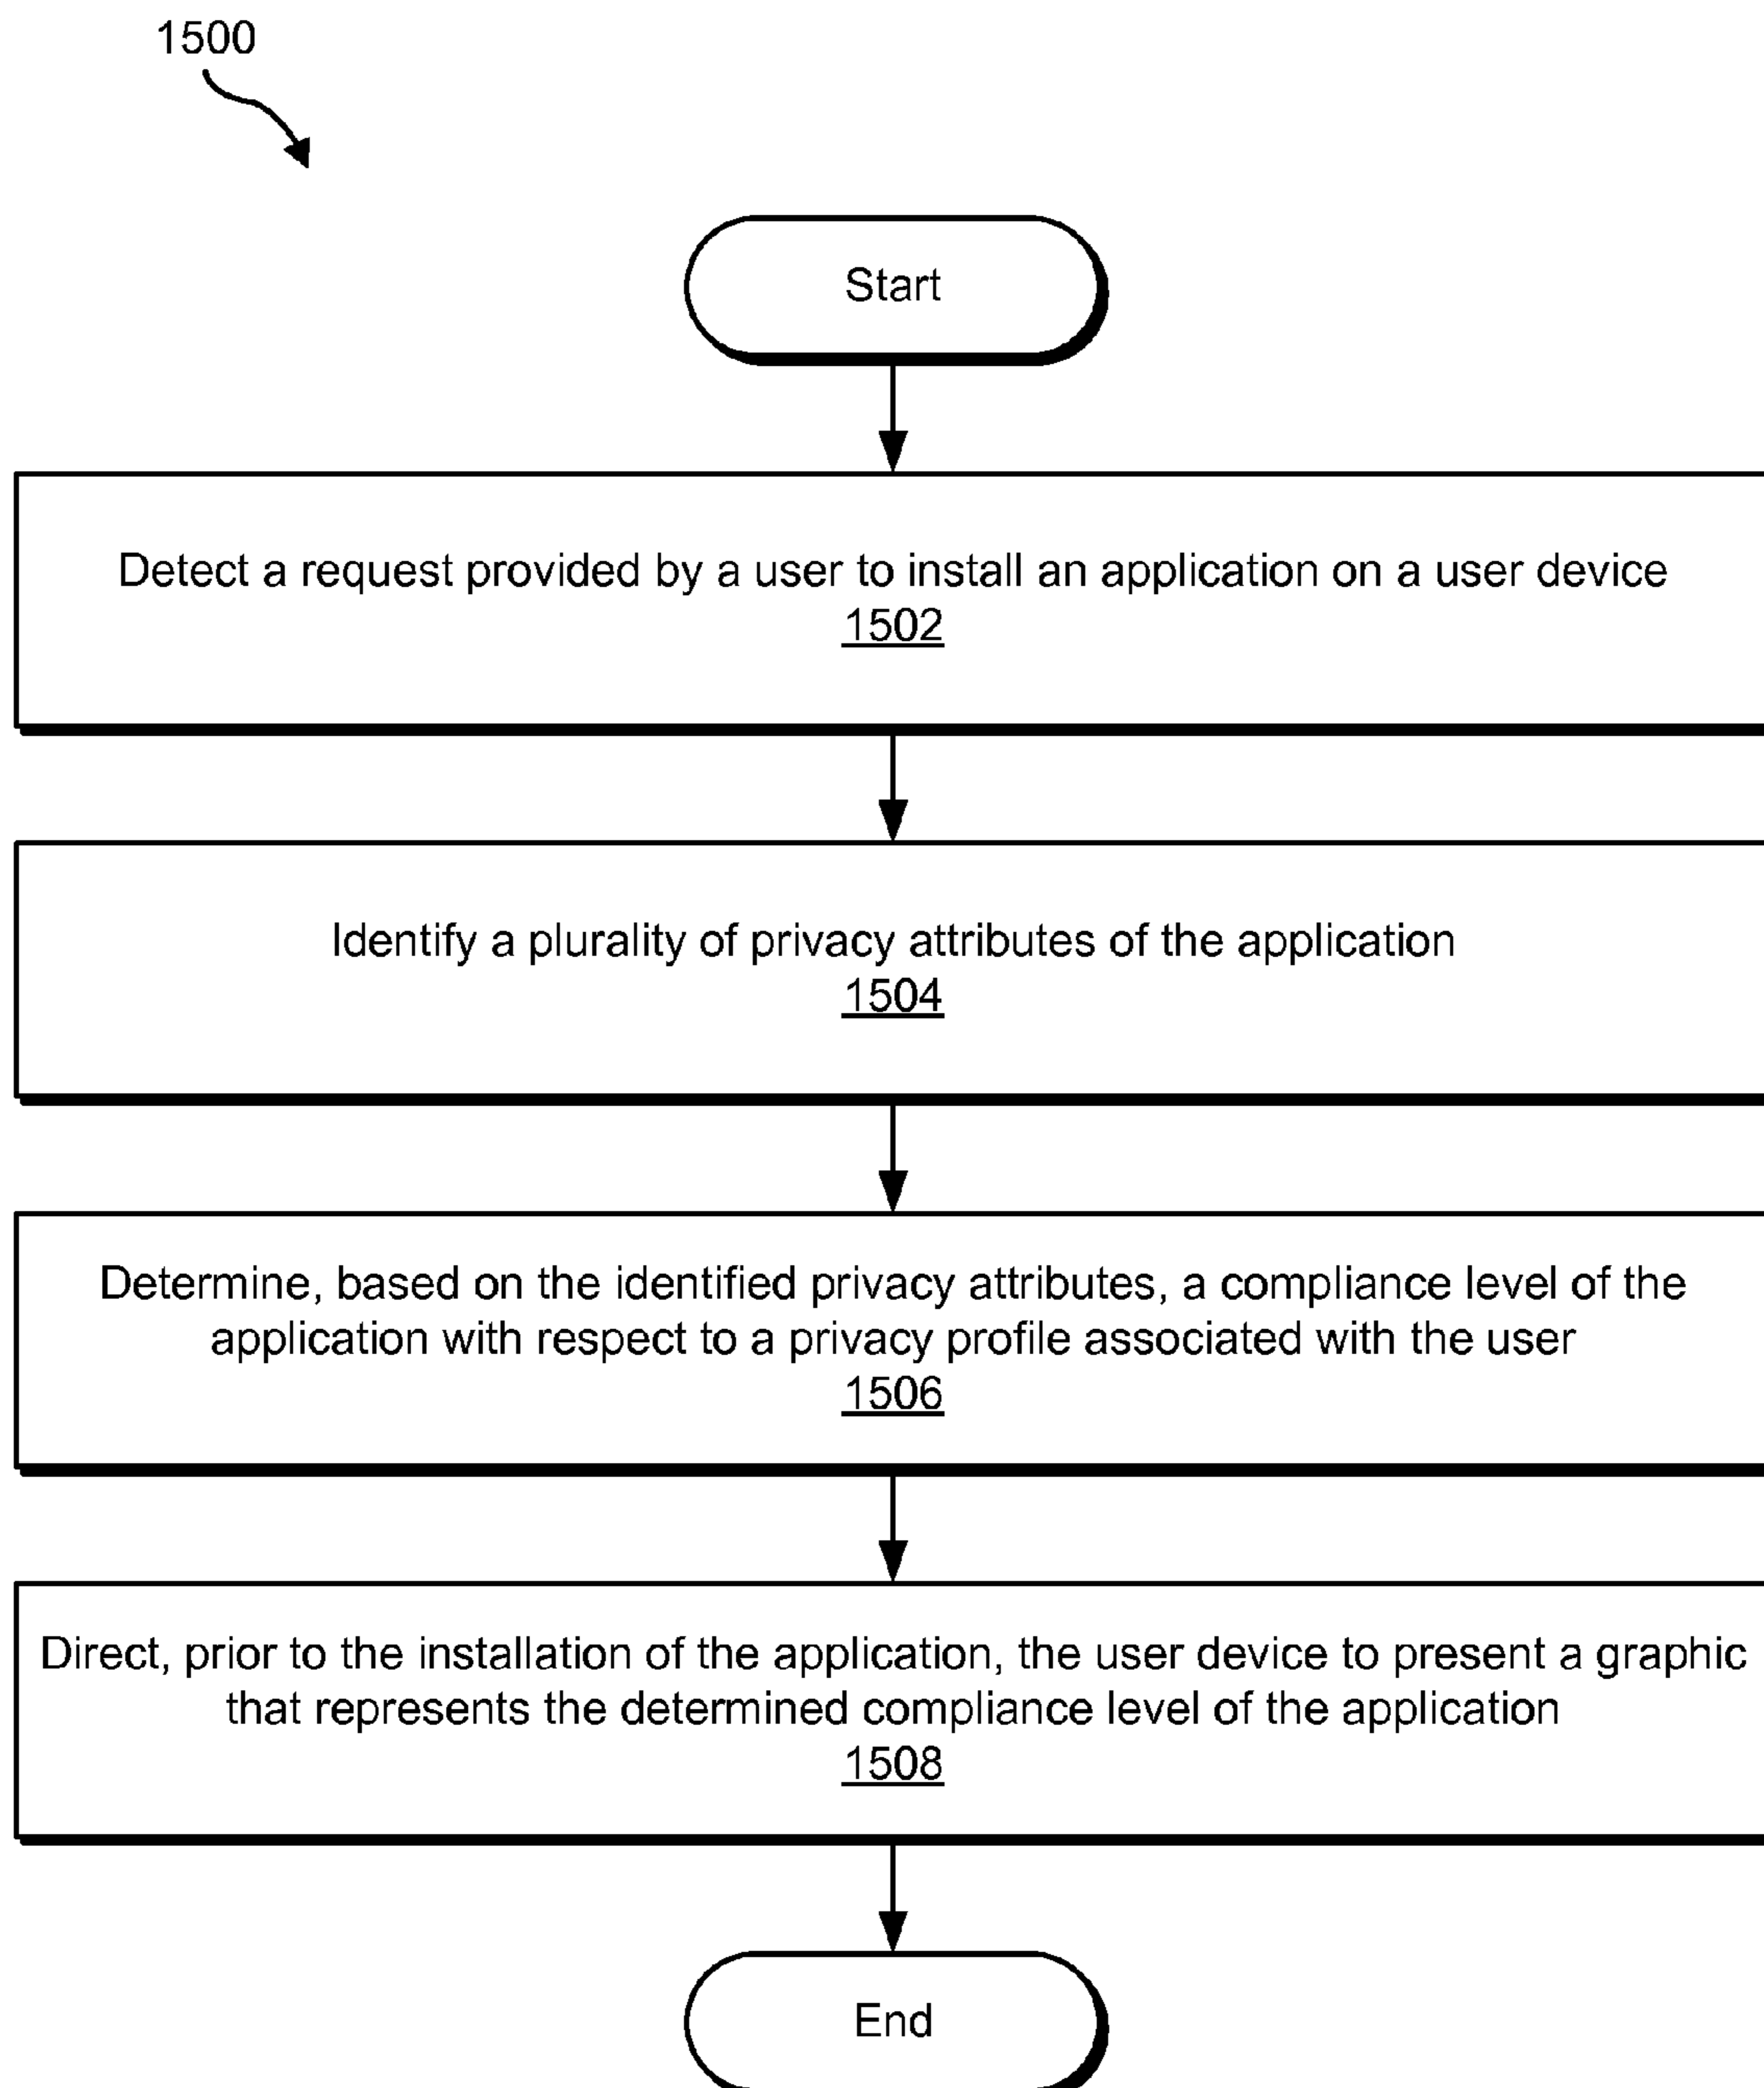 1500
Start
Detect a request provided by a user to install an application on a user device
1502
Identify a plurality of privacy attributes of the application
1504
Determine, based on the identified privacy attributes, a compliance level of the
application with respect to a privacy profile associated with the user
1506
Direct, prior to the installation of the application, the user device to present a graphic
that represents the determined compliance level of the application
1508
End